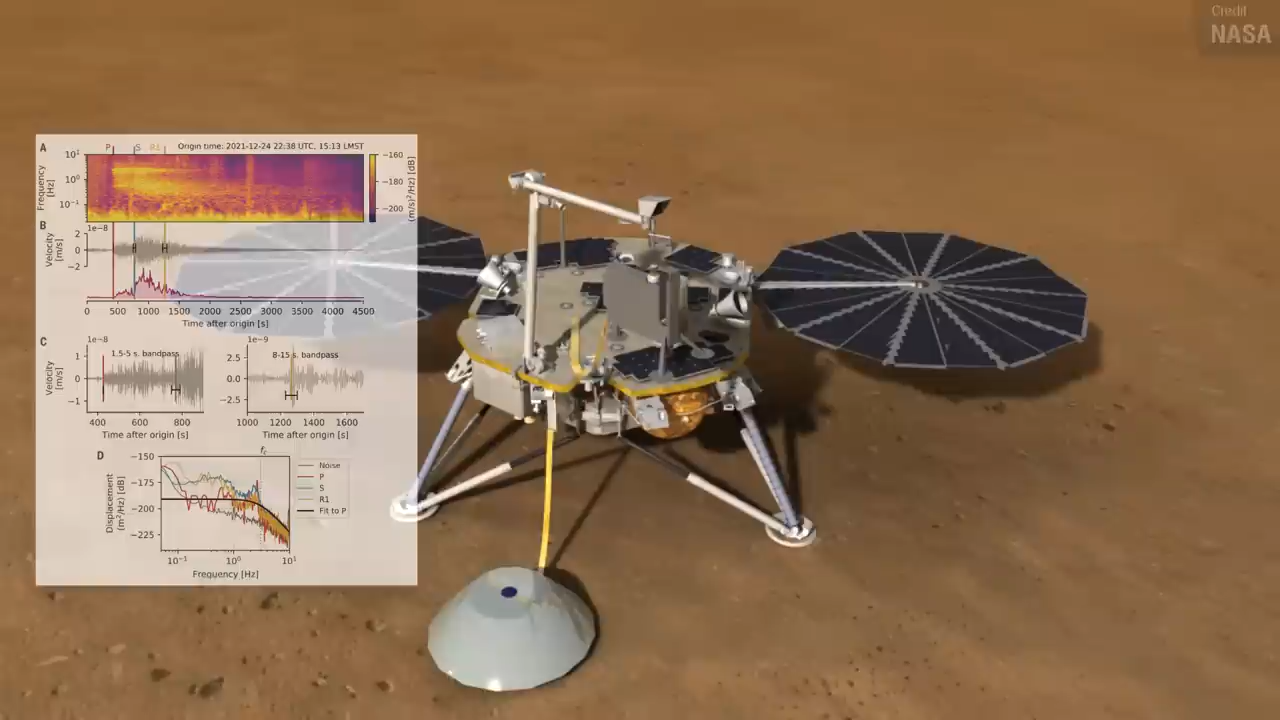 Credit
NASA
A
P S R1 Origin time: 2021-12-24 22:38 UTC, 15:13 LMST
Frequency
[Hz]
10¹
10⁰
10⁻¹
−160
−180
−200
(m/s)²/Hz) [dB]
B
1e−8
Velocity
[m/s]
2
0
−2
0 500 1000 1500 2000 2500 3000 3500 4000 4500
Time after origin [s]
C
1e−8
1.5-5 s. bandpass
Velocity
[m/s]
1
0
−1
400 600 800
Time after origin [s]
1e−9
8-15 s. bandpass
2.5
0.0
−2.5
1000 1200 1400 1600
Time after origin [s]
D
fc
Displacement
(m²/Hz) [dB]
−150
−175
−200
−225
10⁻¹ 10⁰ 10¹
Frequency [Hz]
Noise
P
S
R1
Fit to P